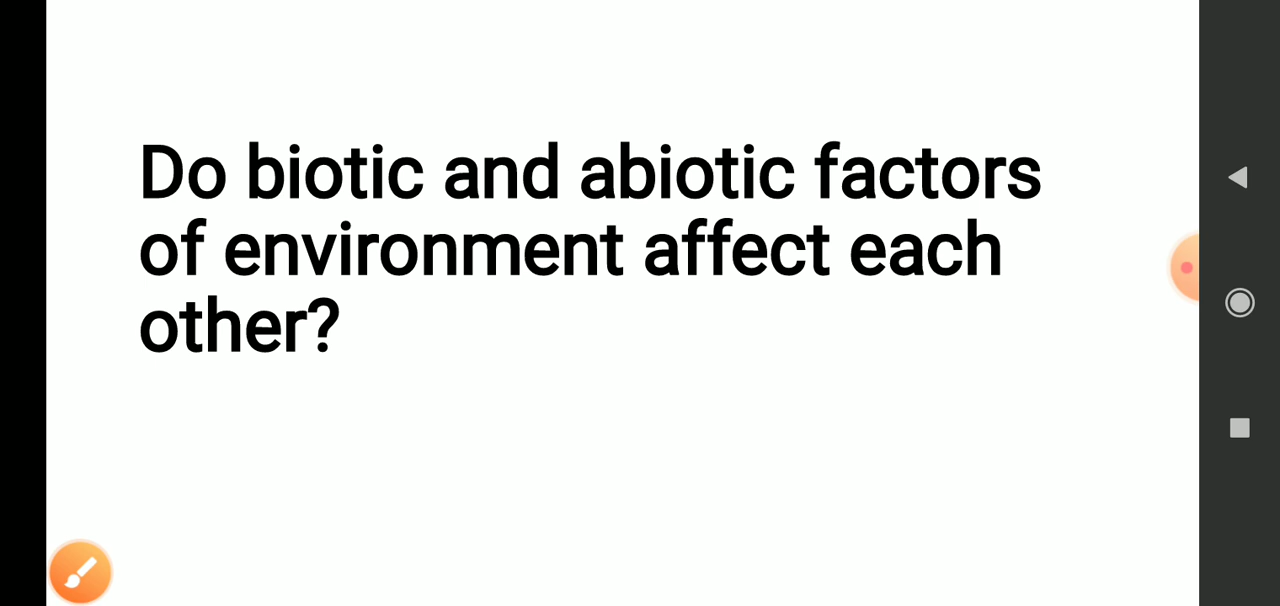 Do biotic and abiotic factors
of environment affect each
other?